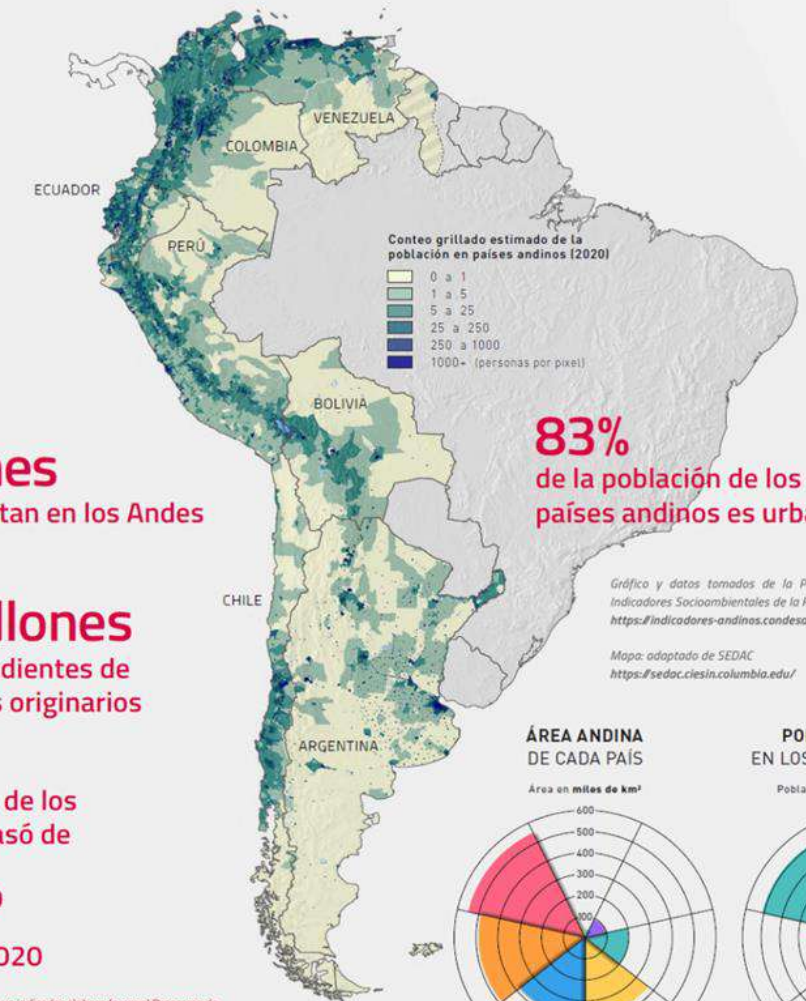 VENEZUELA
COLOMBIA
ECUADOR
PERÚ
Conteo grillado estimado de la
población en países andinos (2020)
0 a 1
1 a 5
5 a 25
25 a 250
250 a 1000
1000+ (personas por pixel)
BOLIVIA
83%
de la población de los
países andinos es urba
nes
tan en los Andes
CHILE
llones
dientes de
s originarios
Gráfico y datos tomados de la P
Indicadores Socioambientales de la R
https://indicadores-andinos.condesa
Mapa: adaptado de SEDAC
https://sedac.ciesin.columbia.edu/
ARGENTINA
de los
asó de
020
ÁREA ANDINA
DE CADA PAÍS
Área en miles de km²
600
500
400
300
200
100
PO
EN LOS
Pobla